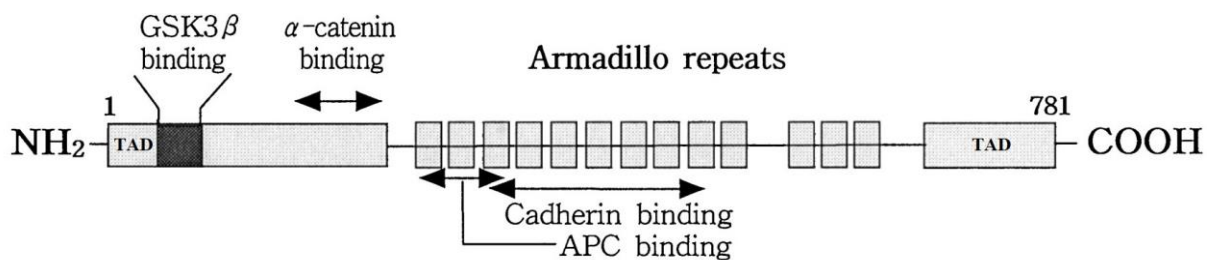 GSK3β
binding
α-catenin
binding
Armadillo repeats
1
781
NH2
TAD
TAD
COOH
Cadherin binding
APC binding